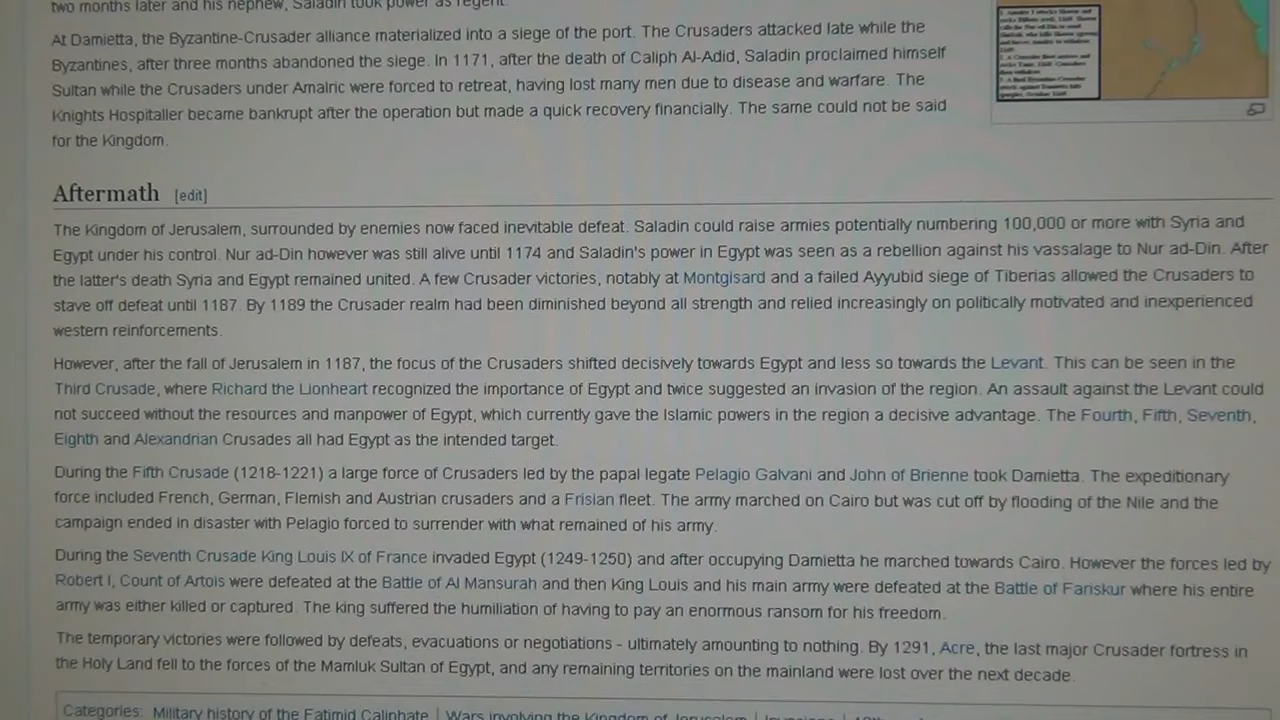 two months later and his nephew, Saladin took power as regent.
At Damietta, the Byzantine-Crusader alliance materialized into a siege of the port. The Crusaders attacked late while the
Byzantines, after three months abandoned the siege. In 1171, after the death of Caliph Al-Adid, Saladin proclaimed himself
Sultan while the Crusaders under Amalric were forced to retreat, having lost many men due to disease and warfare. The
Knights Hospitaller became bankrupt after the operation but made a quick recovery financially. The same could not be said
for the Kingdom.
Aftermath [edit]
The Kingdom of Jerusalem, surrounded by enemies now faced inevitable defeat. Saladin could raise armies potentially numbering 100,000 or more with Syria and
Egypt under his control. Nur ad-Din however was still alive until 1174 and Saladin's power in Egypt was seen as a rebellion against his vassalage to Nur ad-Din. After
the latter's death Syria and Egypt remained united. A few Crusader victories, notably at Montgisard and a failed Ayyubid siege of Tiberias allowed the Crusaders to
stave off defeat until 1187. By 1189 the Crusader realm had been diminished beyond all strength and relied increasingly on politically motivated and inexperienced
western reinforcements.
However, after the fall of Jerusalem in 1187, the focus of the Crusaders shifted decisively towards Egypt and less so towards the Levant. This can be seen in the
Third Crusade, where Richard the Lionheart recognized the importance of Egypt and twice suggested an invasion of the region. An assault against the Levant could
not succeed without the resources and manpower of Egypt, which currently gave the Islamic powers in the region a decisive advantage. The Fourth, Fifth, Seventh,
Eighth and Alexandrian Crusades all had Egypt as the intended target.
During the Fifth Crusade (1218-1221) a large force of Crusaders led by the papal legate Pelagio Galvani and John of Brienne took Damietta. The expeditionary
force included French, German, Flemish and Austrian crusaders and a Frisian fleet. The army marched on Cairo but was cut off by flooding of the Nile and the
campaign ended in disaster with Pelagio forced to surrender with what remained of his army.
During the Seventh Crusade King Louis IX of France invaded Egypt (1249-1250) and after occupying Damietta he marched towards Cairo. However the forces led by
Robert I, Count of Artois were defeated at the Battle of Al Mansurah and then King Louis and his main army were defeated at the Battle of Fariskur where his entire
army was either killed or captured. The king suffered the humiliation of having to pay an enormous ransom for his freedom.
The temporary victories were followed by defeats, evacuations or negotiations - ultimately amounting to nothing. By 1291, Acre, the last major Crusader fortress in
the Holy Land fell to the forces of the Mamluk Sultan of Egypt, and any remaining territories on the mainland were lost over the next decade.
Categories: Military history of the Fatimid Caliphate | Wars involving the Kingdom of Jerusalem | Invasions |